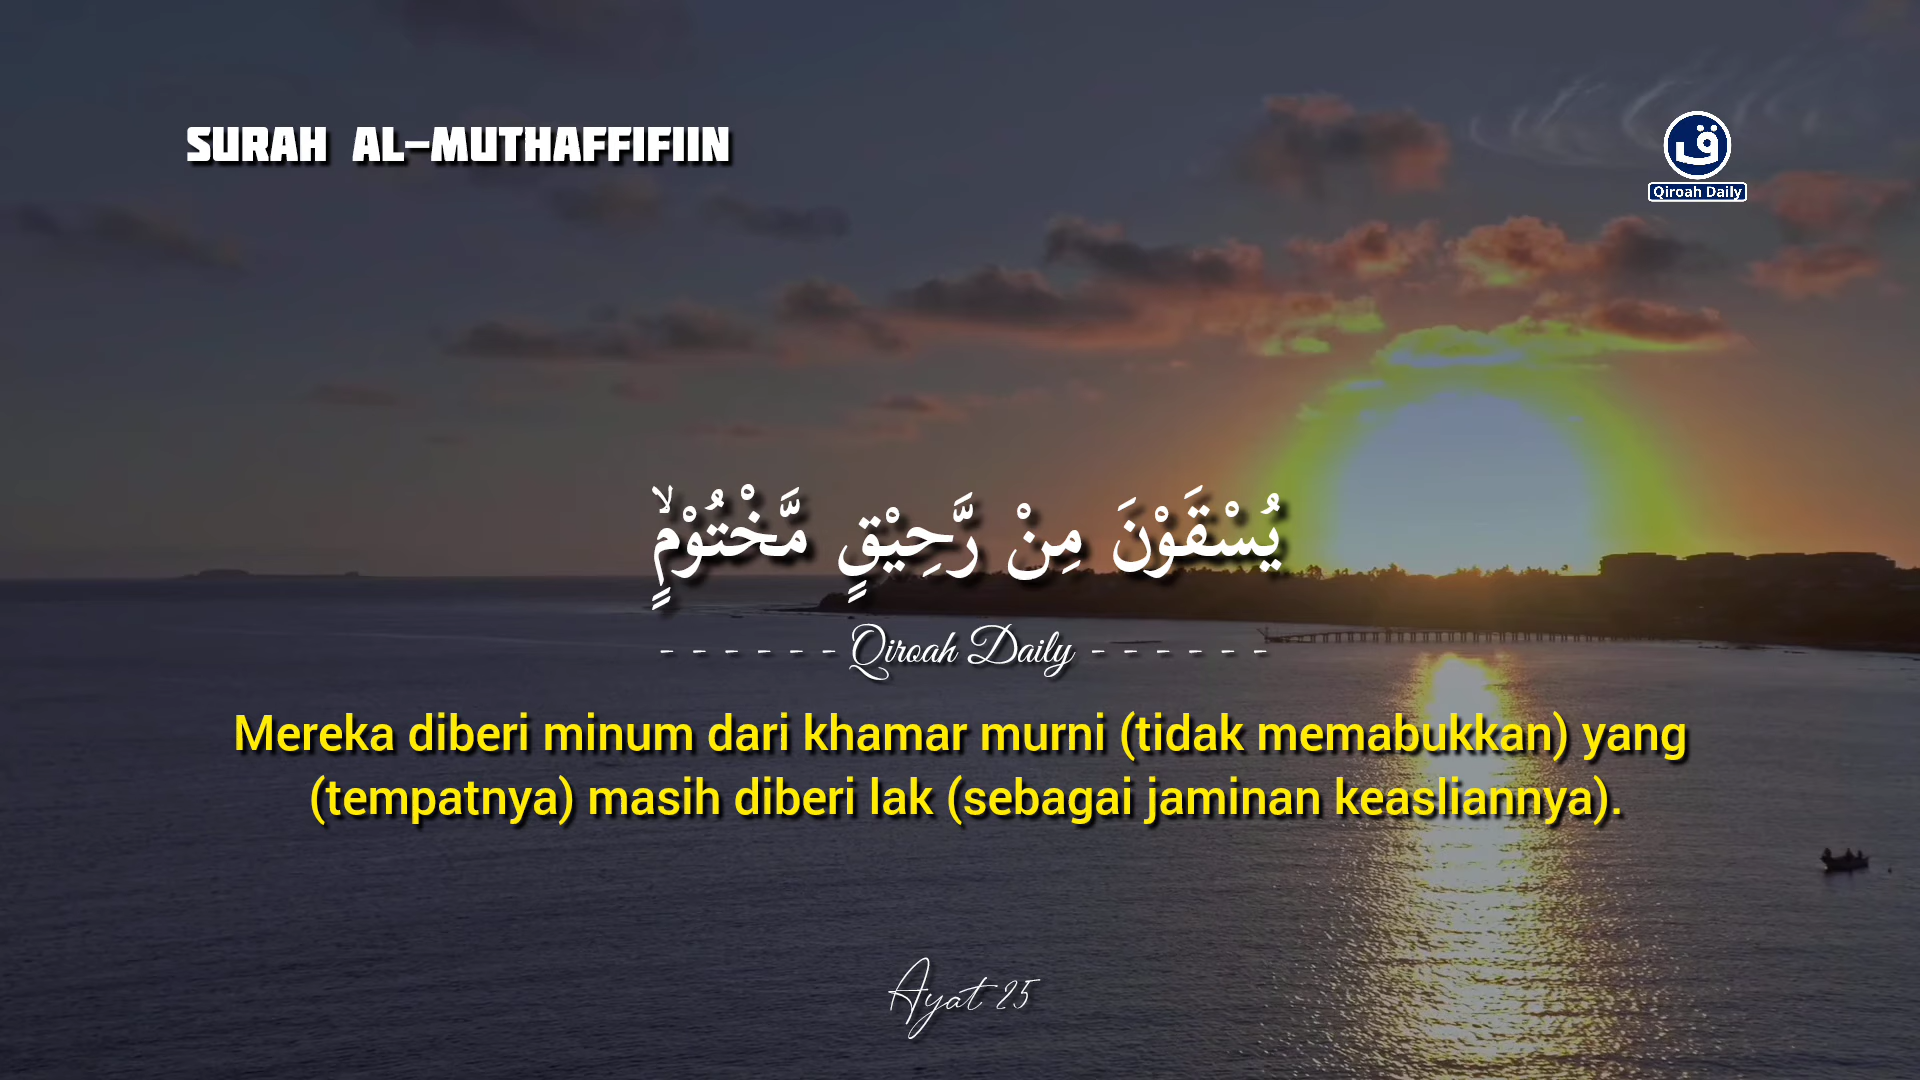 SURAH AL-MUTHAFFIFIIN
ق
Qiroah Daily
يُسْقَوْنَ مِنْ رَّحِيْقٍ مَّخْتُوْمٍۙ
- - - - - - Qiroah Daily - - - - - -
Mereka diberi minum dari khamar murni (tidak memabukkan) yang
(tempatnya) masih diberi lak (sebagai jaminan keasliannya).
Ayat 25